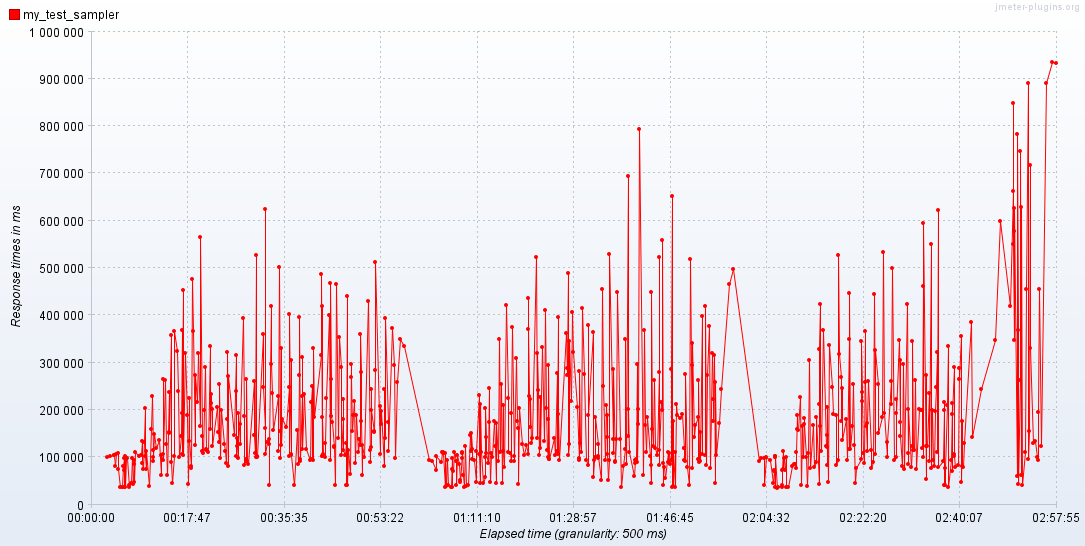 my_test_sampler
jmeter-plugins.org
1 000 000
900 000
800 000
700 000
600 000
500 000
400 000
300 000
200 000
100 000
0
Response times in ms
00:00:00 00:17:47 00:35:35 00:53:22 01:11:10 01:28:57 01:46:45 02:04:32 02:22:20 02:40:07 02:57:55
Elapsed time (granularity: 500 ms)